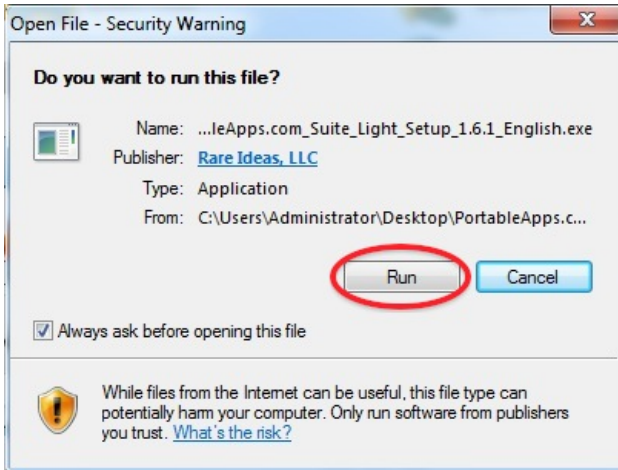 Open File - Security Warning
Do you want to run this file?
Name: ...leApps.com_Suite_Light_Setup_1.6.1_English.exe
Publisher: Rare Ideas, LLC
Type: Application
From: C:\Users\Administrator\Desktop\PortableApps.c...
Run Cancel
Always ask before opening this file
While files from the Internet can be useful, this file type can
potentially harm your computer. Only run software from publishers
you trust. What's the risk?